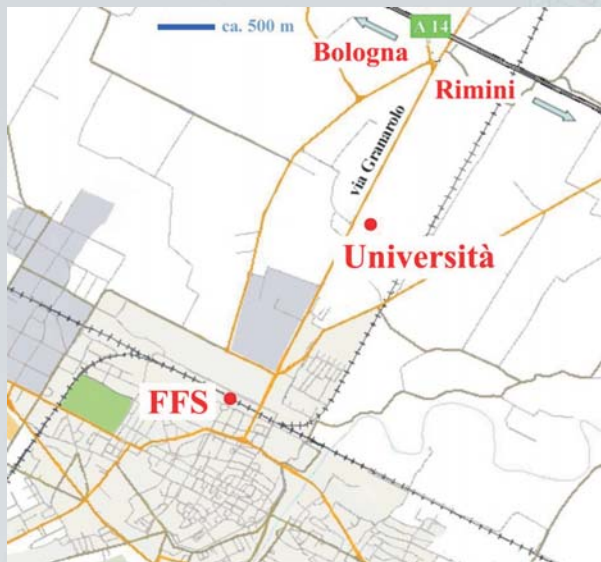 ca. 500 m
A 14
Bologna
Rimini
via Granarolo
Università
FFS